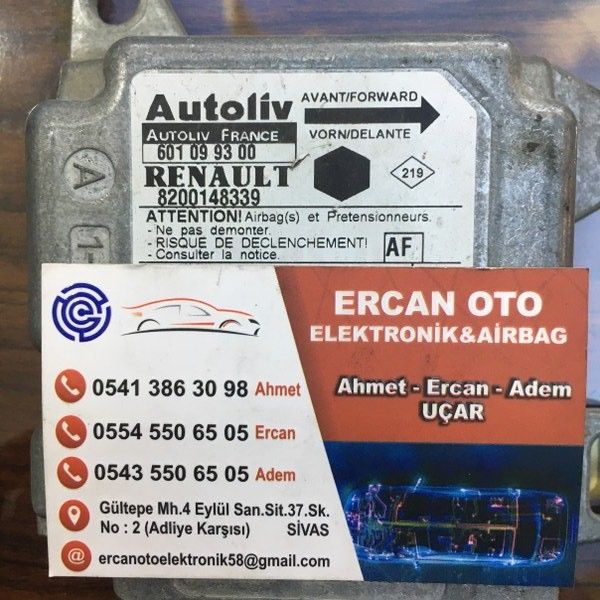 Autoliv
AVANT/FORWARD
AUTOLIV FRANCE
VORN/DELANTE
601 09 93 00
RENAULT
219
8200148339
ATTENTION! Airbag(s) et Pretensionneurs.
- Ne pas demonter.
- RISQUE DE DECLENCHEMENT!
- Consulter la notice.
AF
A
ERCAN OTO
ELEKTRONİK&AİRBAG
Ahmet - Ercan - Adem
UÇAR
0541 386 30 98 Ahmet
0554 550 65 05 Ercan
0543 550 65 05 Adem
Gültepe Mh.4 Eylül San.Sit.37.Sk.
No : 2 (Adliye Karşısı) SİVAS
@ ercanotoelektronik58@gmail.com